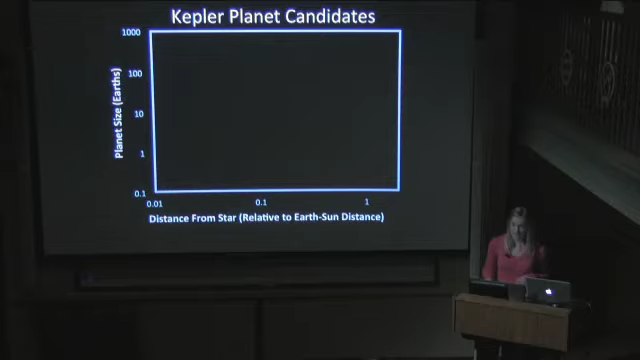 Kepler Planet Candidates
1000
100
10
1
0.1
Planet Size (Earths)
0.01 0.1 1
Distance From Star (Relative to Earth-Sun Distance)